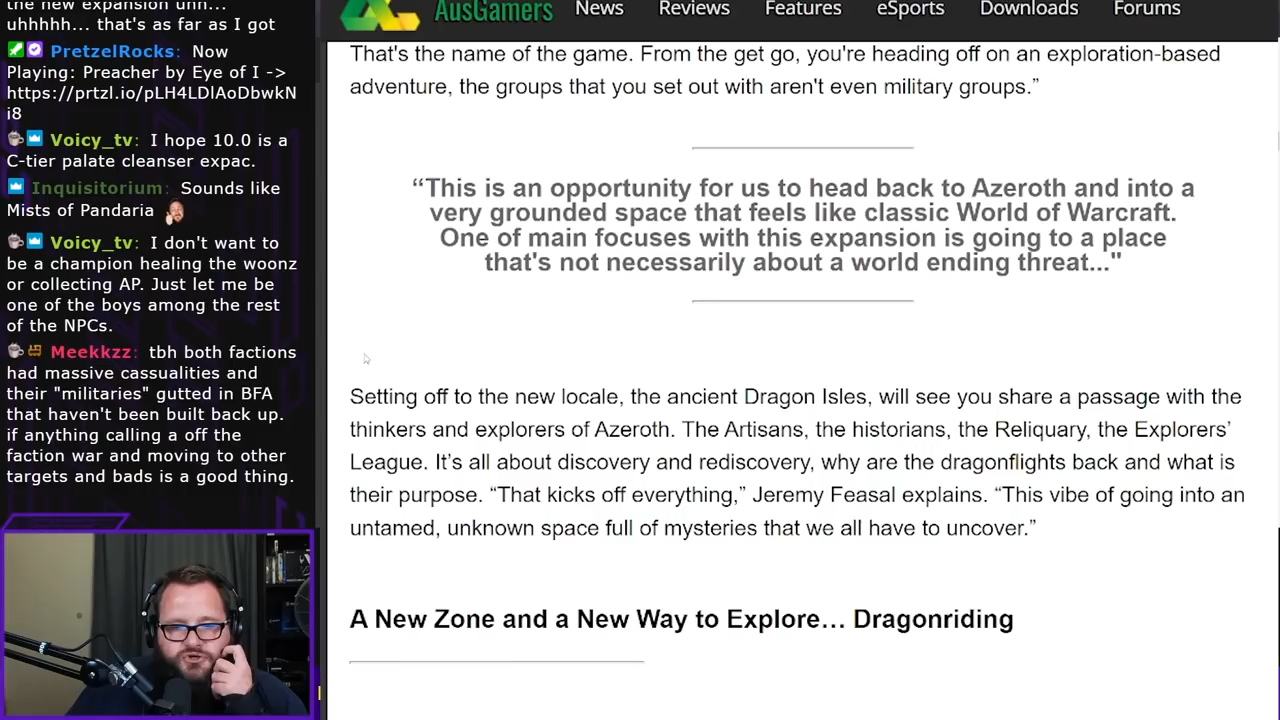 the new expansion uhh...
uhhhhh... that's as far as I got
PretzelRocks: Now
Playing: Preacher by Eye of I ->
https://prtzl.io/pLH4LDlAoDbwkN
i8
Voicy_tv: I hope 10.0 is a
C-tier palate cleanser expac.
Inquisitorium: Sounds like
Mists of Pandaria
Voicy_tv: I don't want to
be a champion healing the woonz
or collecting AP. Just let me be
one of the boys among the rest
of the NPCs.
Meekkzz: tbh both factions
had massive cassualities and
their "militaries" gutted in BFA
that haven't been built back up.
if anything calling a off the
faction war and moving to other
targets and bads is a good thing.
AusGamers News Reviews Features eSports Downloads Forums
That's the name of the game. From the get go, you're heading off on an exploration-based
adventure, the groups that you set out with aren't even military groups.”
“This is an opportunity for us to head back to Azeroth and into a
very grounded space that feels like classic World of Warcraft.
One of main focuses with this expansion is going to a place
that's not necessarily about a world ending threat..."
Setting off to the new locale, the ancient Dragon Isles, will see you share a passage with the
thinkers and explorers of Azeroth. The Artisans, the historians, the Reliquary, the Explorers’
League. It’s all about discovery and rediscovery, why are the dragonflights back and what is
their purpose. “That kicks off everything,” Jeremy Feasal explains. “This vibe of going into an
untamed, unknown space full of mysteries that we all have to uncover.”
A New Zone and a New Way to Explore… Dragonriding